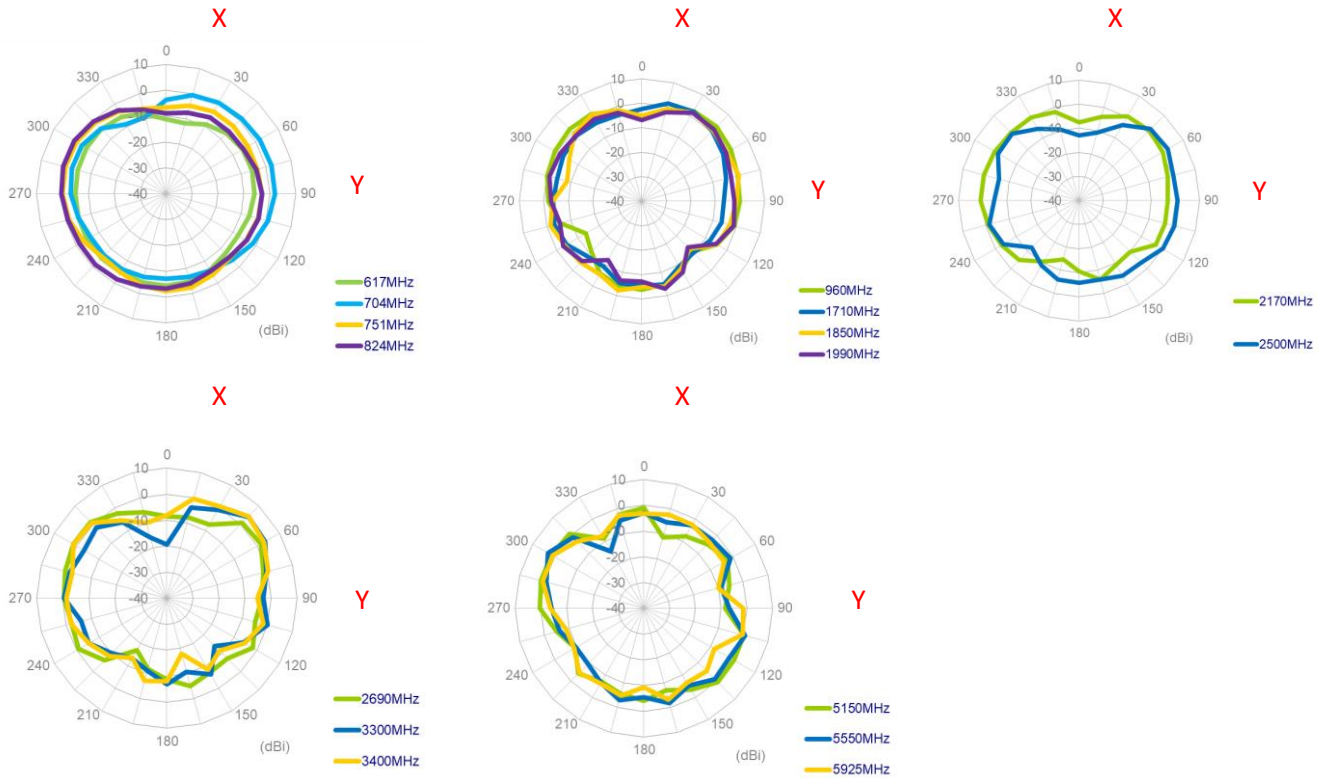 X
X
X
0
10
0
-10
-20
-30
-40
30
60
90
120
150
180
210
240
270
300
330
(dBi)
Y
617MHz
704MHz
751MHz
824MHz
0
10
0
-10
-20
-30
-40
30
60
90
120
150
180
210
240
270
300
330
(dBi)
Y
960MHz
1710MHz
1850MHz
1990MHz
0
10
0
-10
-20
-30
-40
30
60
90
120
150
180
210
240
270
300
330
(dBi)
Y
2170MHz
2500MHz
X
X
0
10
0
-10
-20
-30
-40
30
60
90
120
150
180
210
240
270
300
330
(dBi)
Y
2690MHz
3300MHz
3400MHz
0
10
0
-10
-20
-30
-40
30
60
90
120
150
180
210
240
270
300
330
(dBi)
Y
5150MHz
5550MHz
5925MHz